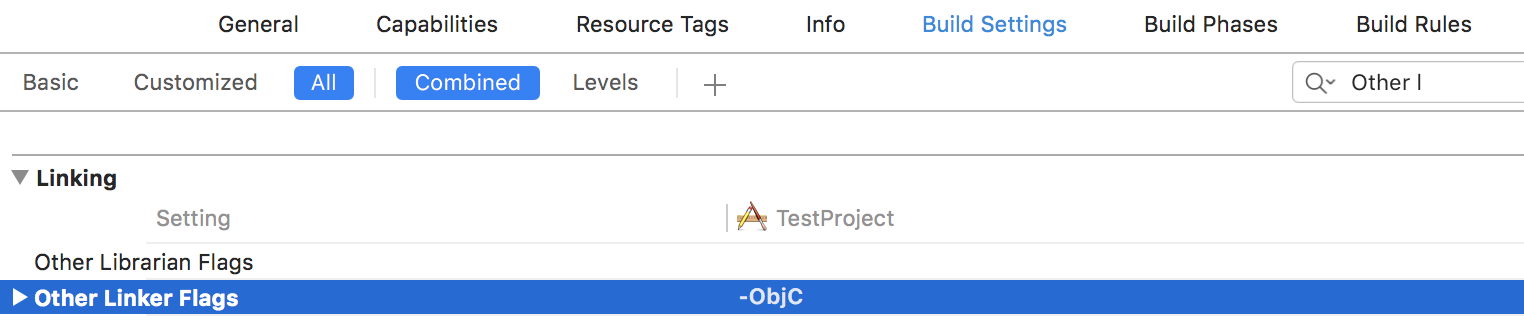 General Capabilities Resource Tags Info Build Settings Build Phases Build Rules
Basic Customized All Combined Levels Other l
Linking
Setting TestProject
Other Librarian Flags
Other Linker Flags -ObjC